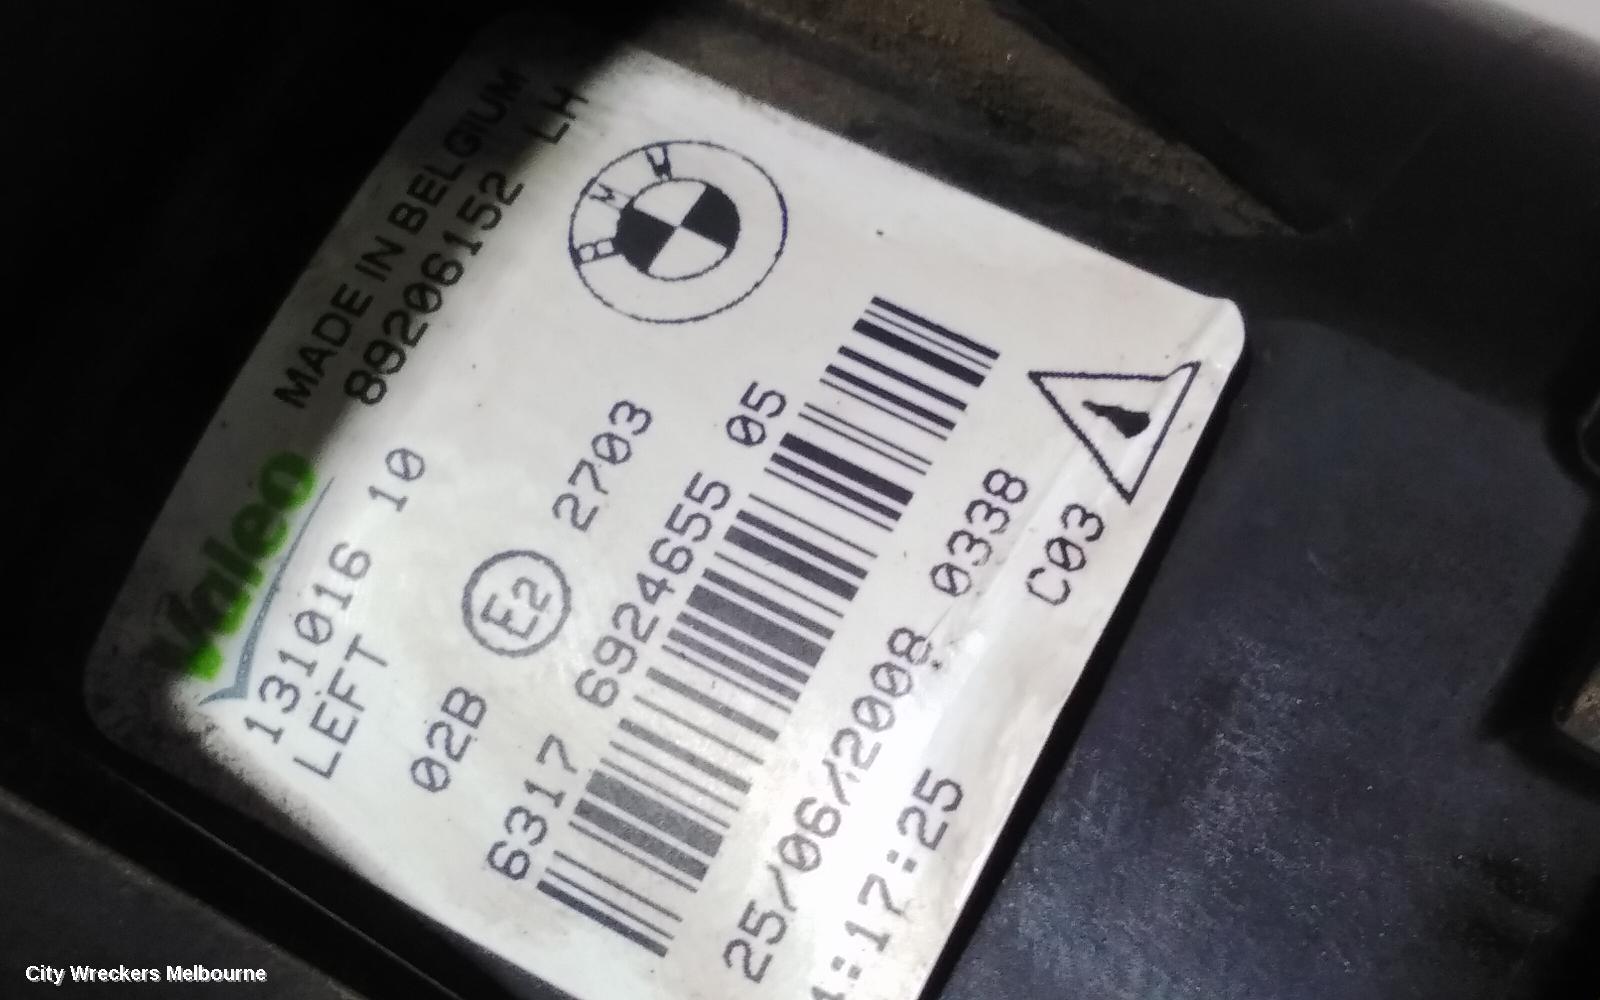 MADE IN BELGIUM
89206152 LH
BMW
Valeo
131016 10
LEFT
02B E2 2703
6317 6924655 05
25/06/2008 0338
:17:25
C03
City Wreckers Melbourne